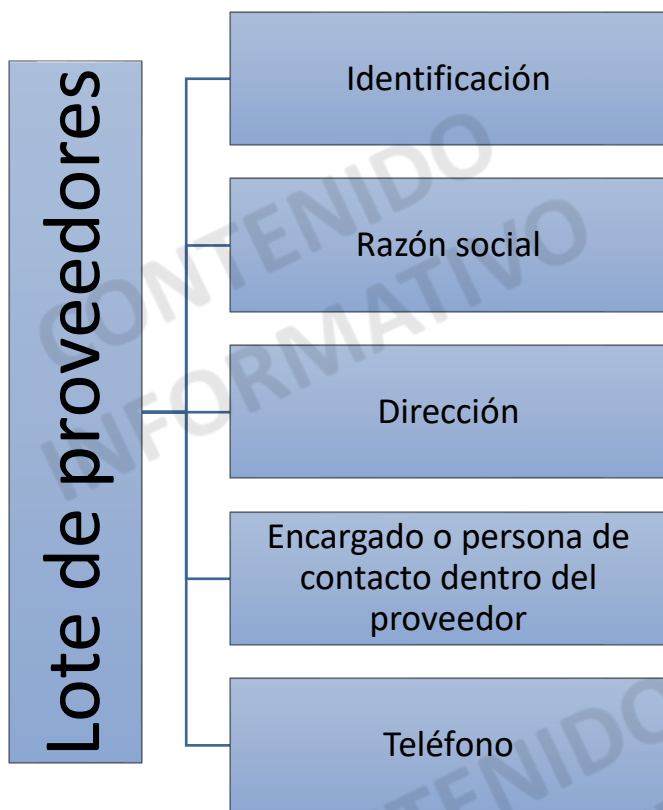 Lote de proveedores
Identificación
Razón social
Dirección
Encargado o persona de
contacto dentro del
proveedor
Teléfono
CONTENIDO
INFORMATIVO
CONTENIDO